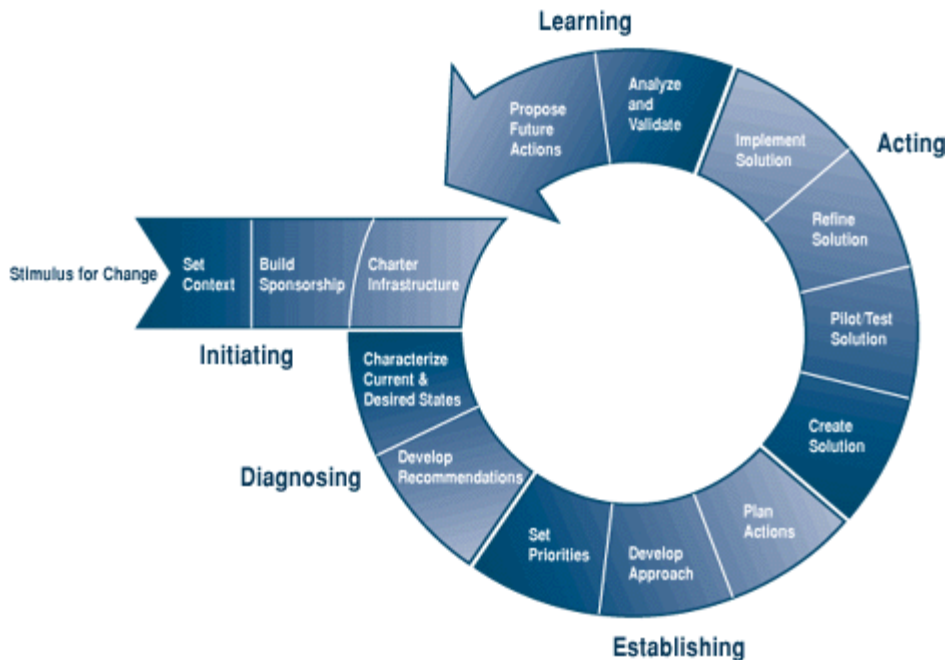 Learning
Analyze
and
Validate
Propose
Future
Actions
Implement
Solution
Acting
Refine
Solution
Stimulus for Change
Set
Context
Build
Sponsorship
Charter
Infrastructure
Pilot/Test
Solution
Initiating
Characterize
Current &
Desired States
Create
Solution
Diagnosing
Develop
Recommendations
Plan
Actions
Set
Priorities
Develop
Approach
Establishing